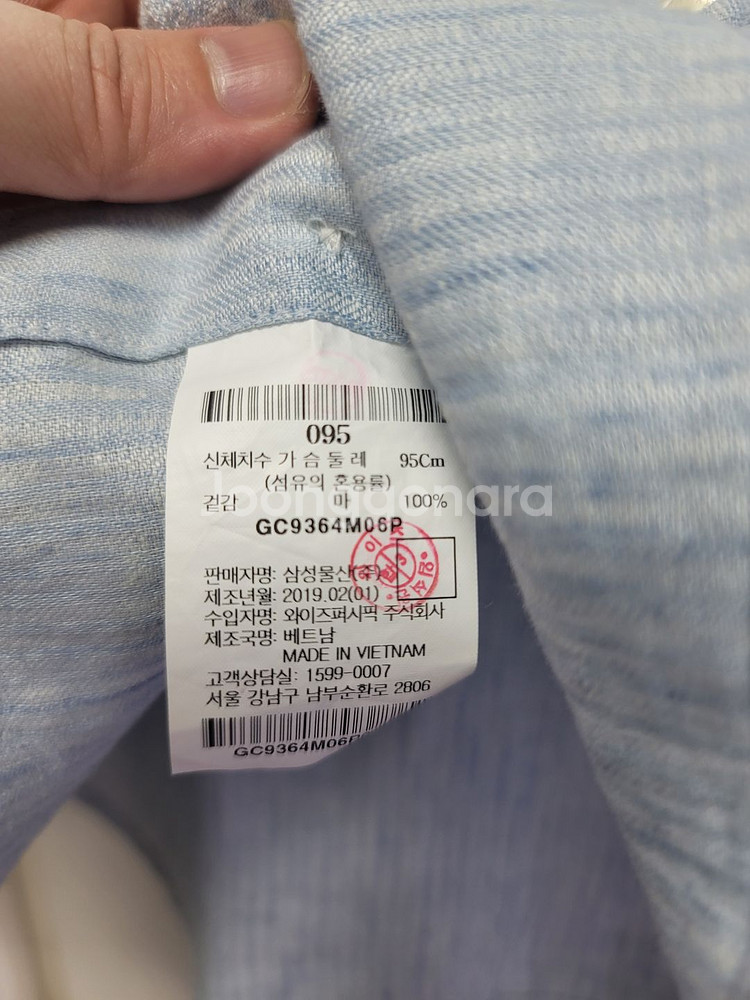 095
신체치수 가 슴 둘 레 95Cm
(섬유의 혼용률)
겉감 마 100%
Joonggonara
GC9364M06P
판매자명: 삼성물산(주)
제조년월: 2019.02(01)
수입자명: 와이즈퍼시픽 주식회사
제조국명: 베트남
MADE IN VIETNAM
고객상담실: 1599-0007
서울 강남구 남부순환로 2806
GC9364M06P